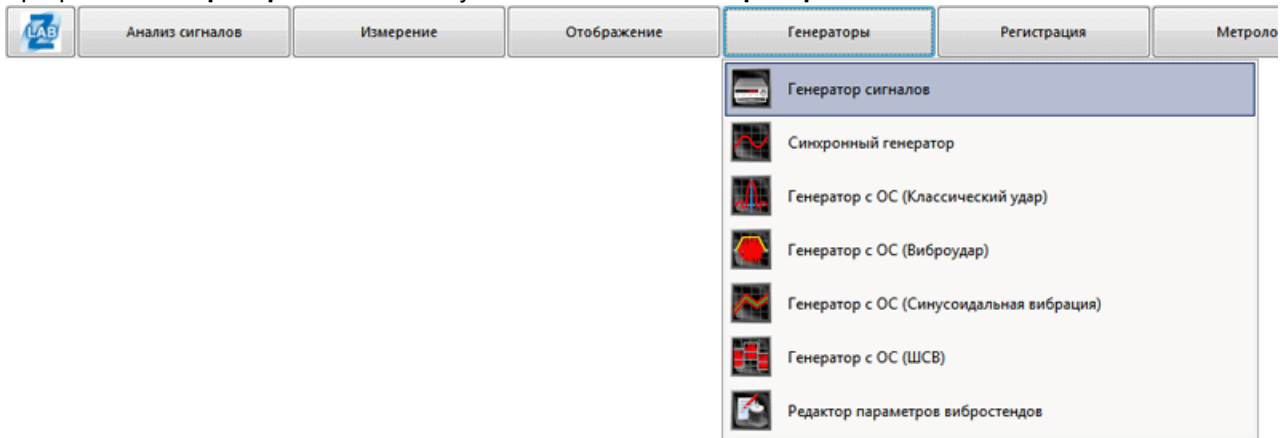 LAB
Анализ сигналов
Измерение
Отображение
Генераторы
Регистрация
Генератор сигналов
Синхронный генератор
Генератор с ОС (Классический удар)
Генератор с ОС (Виброудар)
Генератор с ОС (Синусоидальная вибрация)
Генератор с ОС (ШСВ)
Редактор параметров вибростендов